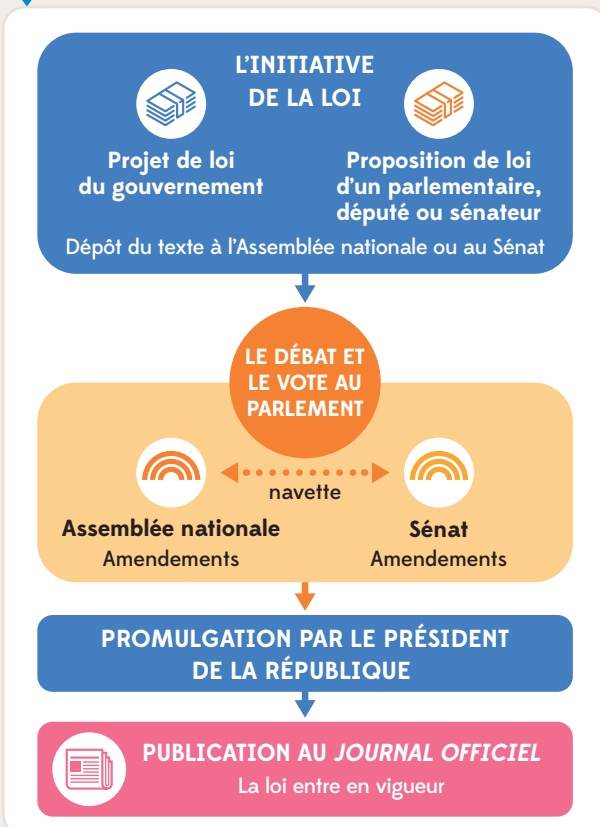 L'INITIATIVE
DE LA LOI
Projet de loi
du gouvernement
Proposition de loi
d'un parlementaire,
député ou sénateur
Dépôt du texte à l'Assemblée nationale ou au Sénat
LE DÉBAT ET
LE VOTE AU
PARLEMENT
navette
Assemblée nationale
Amendements
Sénat
Amendements
PROMULGATION PAR LE PRÉSIDENT
DE LA RÉPUBLIQUE
PUBLICATION AU JOURNAL OFFICIEL
La loi entre en vigueur